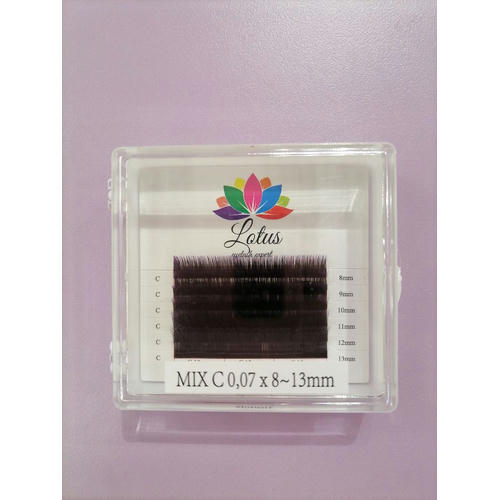 Lotus
eyelash expert
C 8mm
C 9mm
C 10mm
C 11mm
C 12mm
C 13mm
MIX C 0,07 x 8~13mm